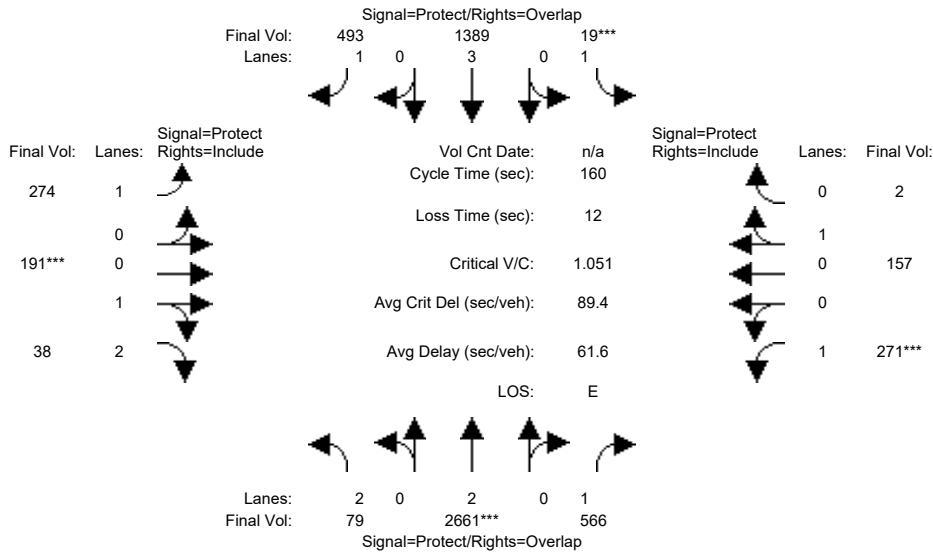 Signal=Protect/Rights=Overlap
Final Vol: 493 1389 19***
Lanes: 1 0 3 0 1
Signal=Protect Signal=Protect
Final Vol: Lanes: Rights=Include Vol Cnt Date: n/a Rights=Include Lanes: Final Vol:
Cycle Time (sec): 160
274 1 0 2
Loss Time (sec): 12
0 1
191*** 0 Critical V/C: 1.051 0 157
1 Avg Crit Del (sec/veh): 89.4 0
38 2 Avg Delay (sec/veh): 61.6 1 271***
LOS: E
Lanes: 2 0 2 0 1
Final Vol: 79 2661*** 566
Signal=Protect/Rights=Overlap